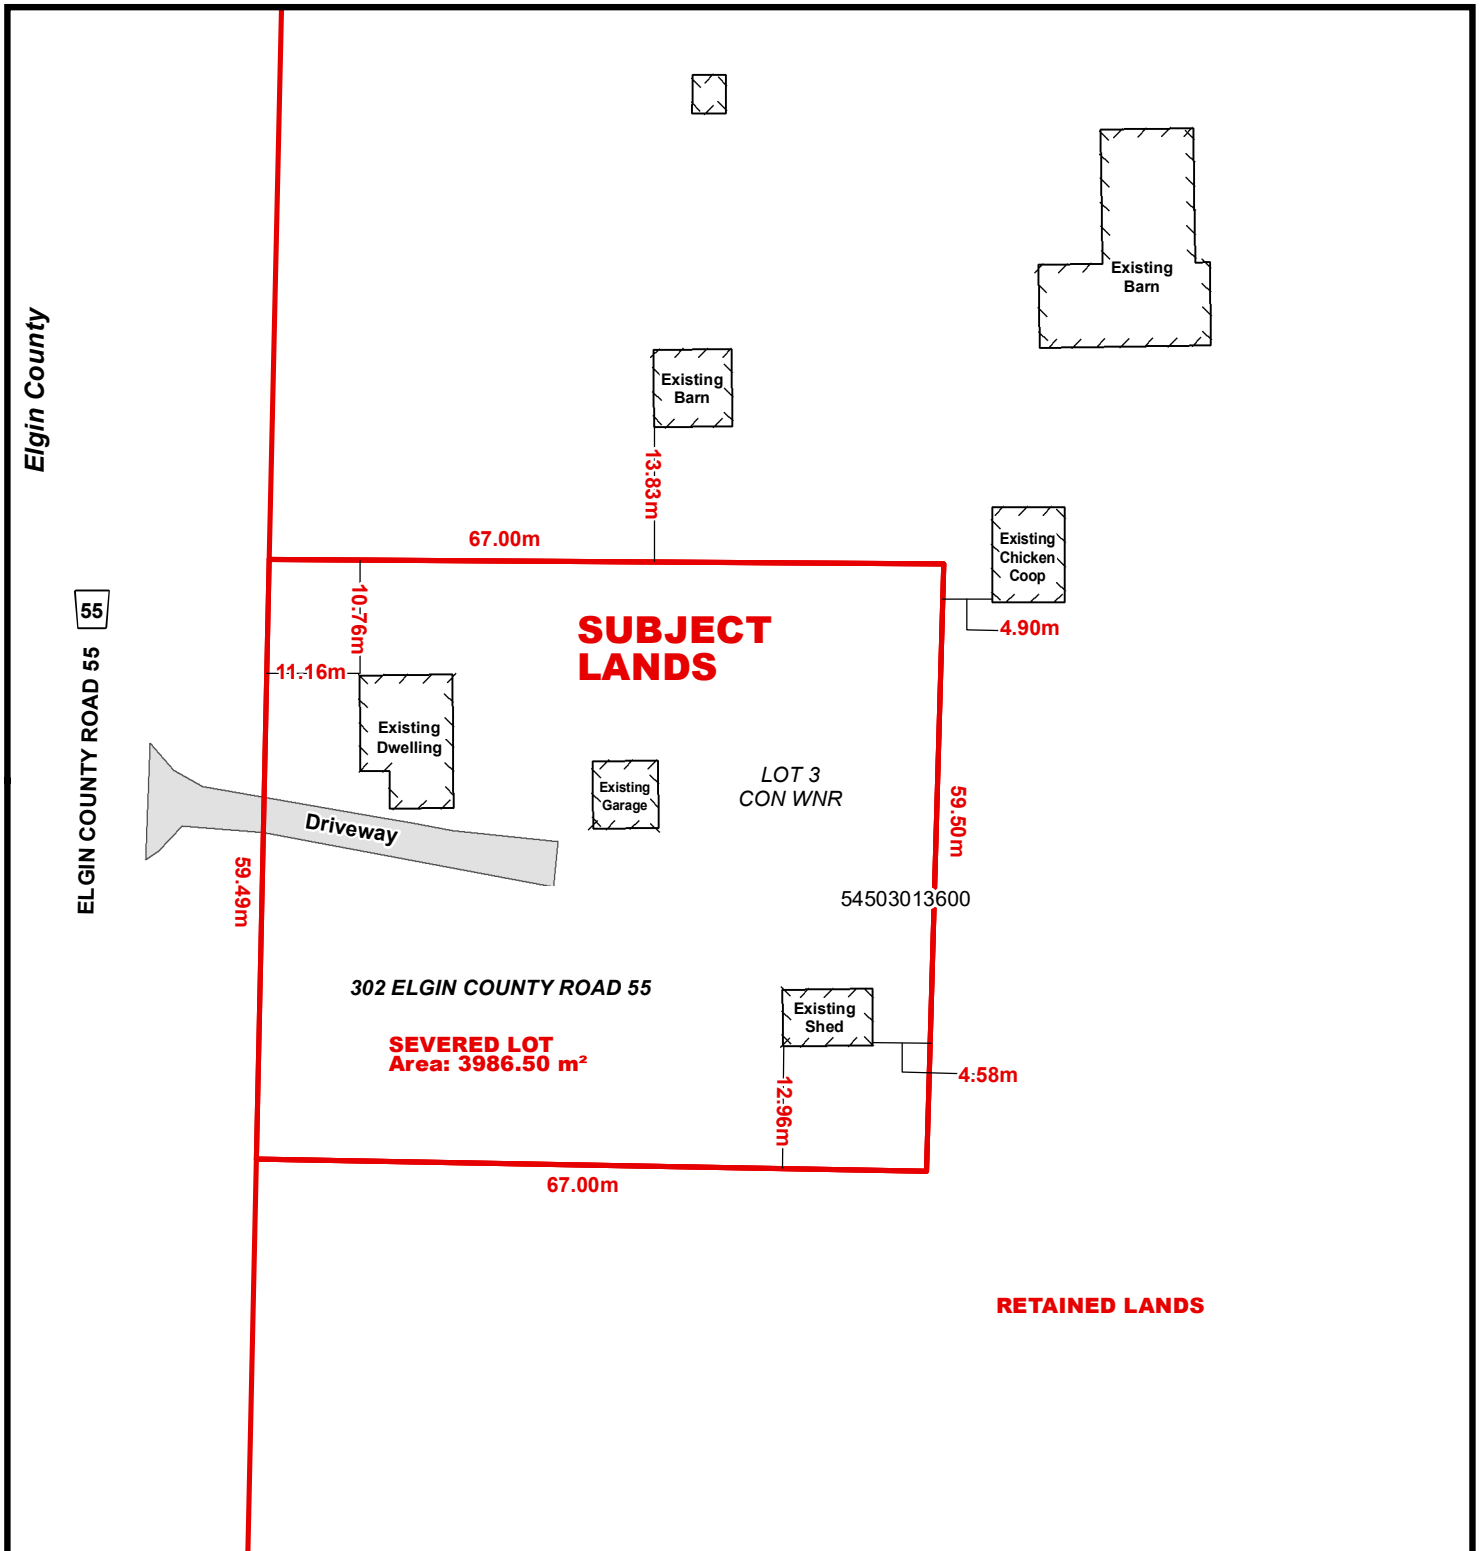 Existing
Barn
Elgin County
Existing
Barn
13.83m
67.00m
Existing
Chicken
Coop
55
10.76m
SUBJECT
LANDS
4.90m
11.16m
ELGIN COUNTY ROAD 55
Existing
Dwelling
LOT 3
CON WNR
Existing
Garage
59.50m
Driveway
59.49m
54503013600
302 ELGIN COUNTY ROAD 55
Existing
Shed
SEVERED LOT
Area: 3986.50 m²
4.58m
12.96m
67.00m
RETAINED LANDS